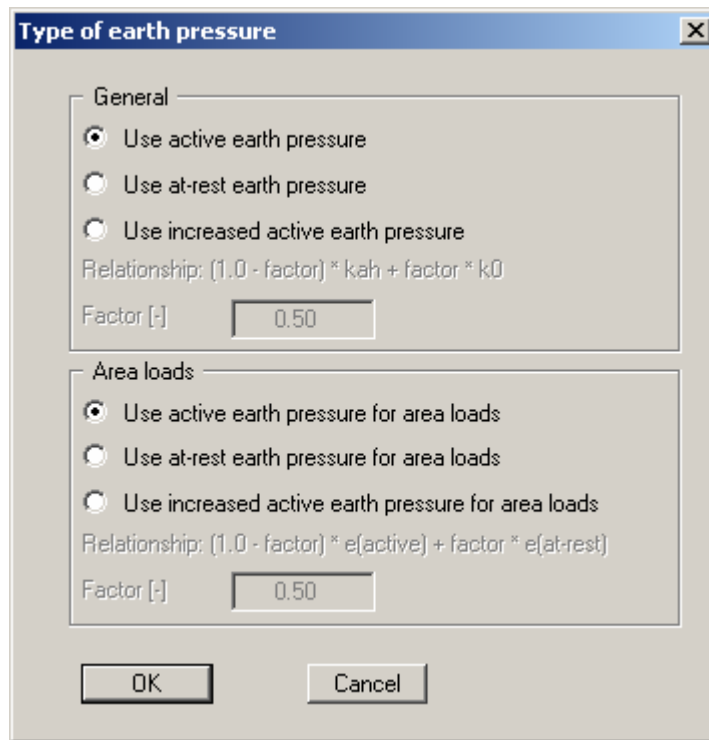 Type of earth pressure
General
Use active earth pressure
Use at-rest earth pressure
Use increased active earth pressure
Relationship: (1.0 - factor) * kah + factor * k0
Factor [-] 0.50
Area loads
Use active earth pressure for area loads
Use at-rest earth pressure for area loads
Use increased active earth pressure for area loads
Relationship: (1.0 - factor) * e(active) + factor * e(at-rest)
Factor [-] 0.50
OK Cancel